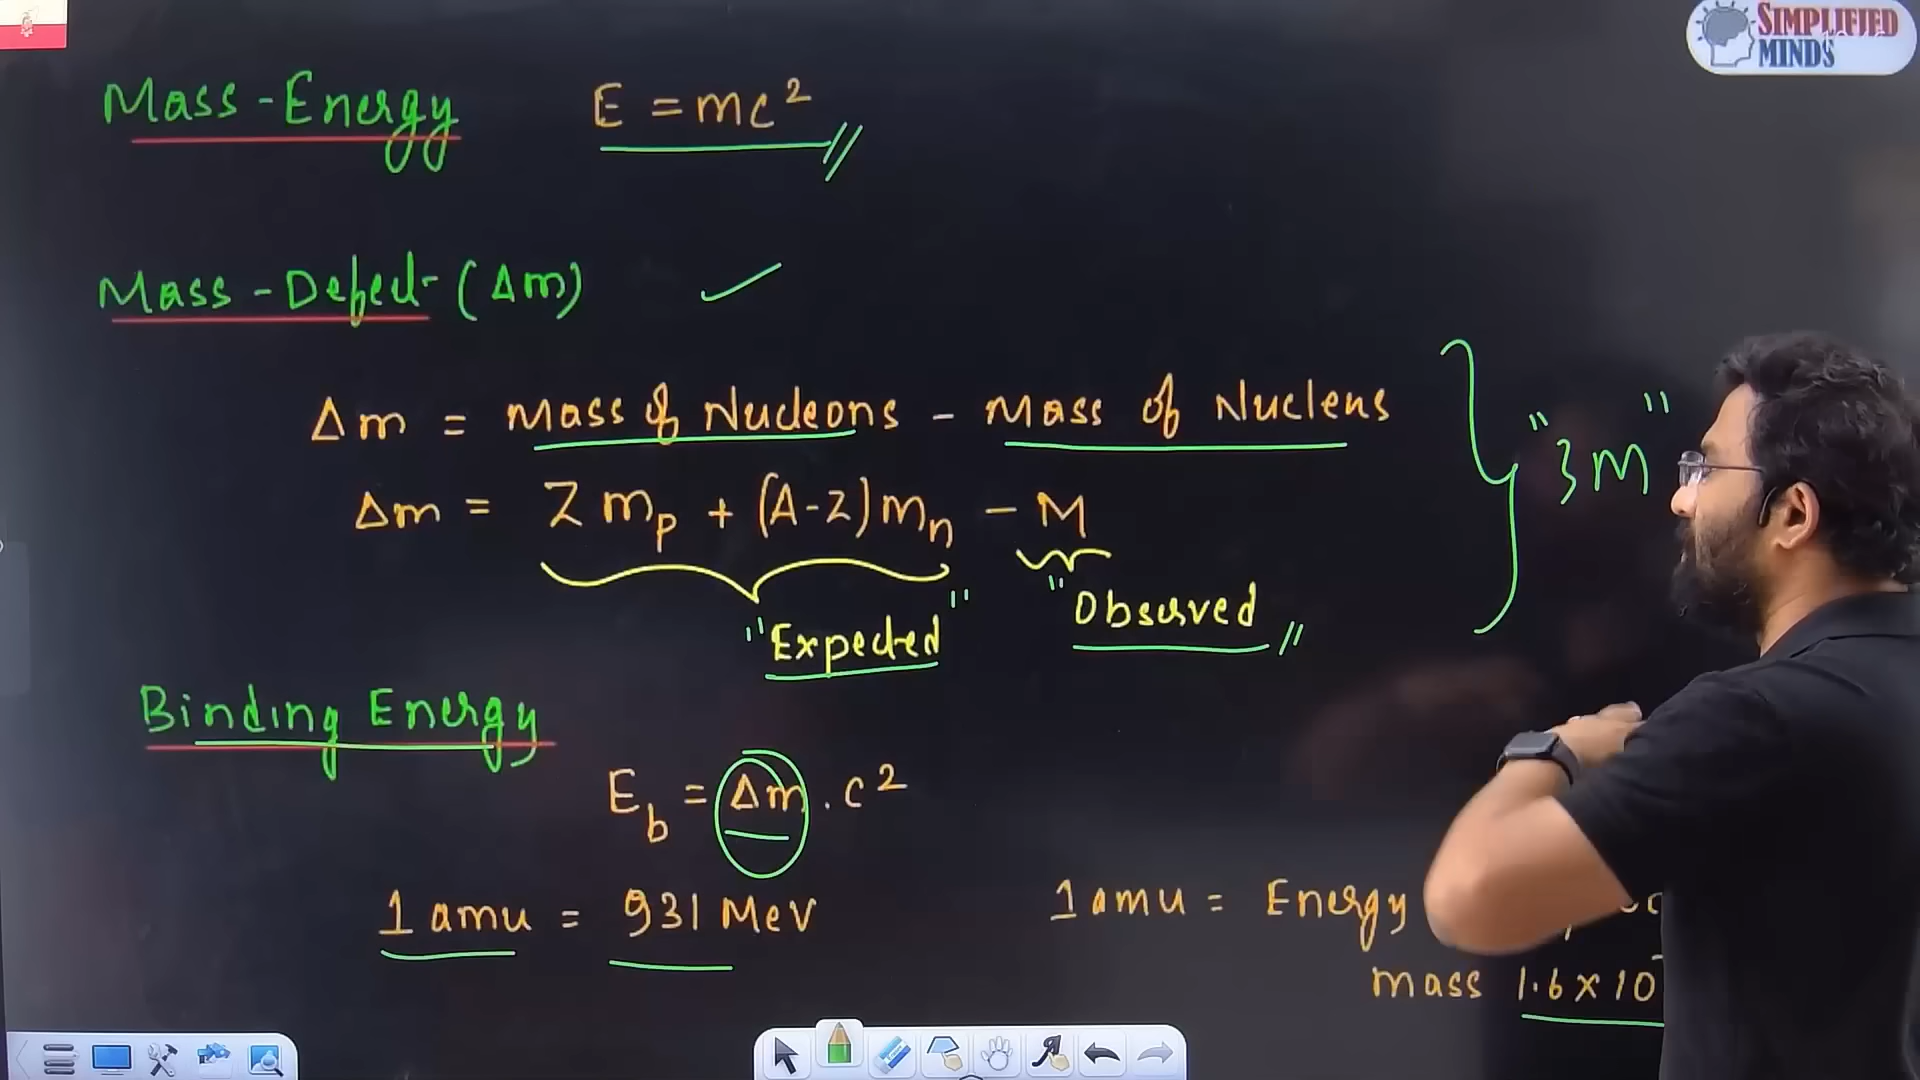 SIMPLIFIED
MINDS
Mass-Energy E = mc²
Mass-Defect (Δm)
Δm = Mass of Nucleons - Mass of Nucleus
Δm = Z mp + (A-Z)mn - M
"3M"
"Expected" "Observed"
Binding Energy
Eb = Δm . c²
1 amu = 931 MeV
1 amu = Energy
mass 1.6 x 10